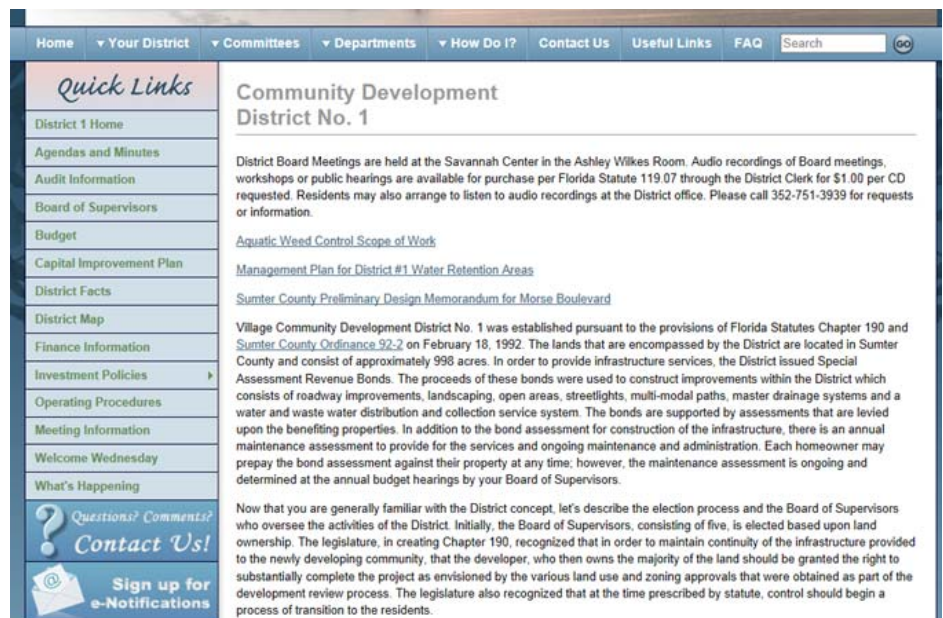 Home ▾ Your District ▾ Committees ▾ Departments ▾ How Do I? Contact Us Useful Links FAQ Search GO
Quick Links
District 1 Home
Agendas and Minutes
Audit Information
Board of Supervisors
Budget
Capital Improvement Plan
District Facts
District Map
Finance Information
Investment Policies
Operating Procedures
Meeting Information
Welcome Wednesday
What's Happening
Questions? Comments?
Contact Us!
Sign up for
e-Notifications
Community Development
District No. 1
District Board Meetings are held at the Savannah Center in the Ashley Wilkes Room. Audio recordings of Board meetings,
workshops or public hearings are available for purchase per Florida Statute 119.07 through the District Clerk for $1.00 per CD
requested. Residents may also arrange to listen to audio recordings at the District office. Please call 352-751-3939 for requests
or information.
Aquatic Weed Control Scope of Work
Management Plan for District #1 Water Retention Areas
Sumter County Preliminary Design Memorandum for Morse Boulevard
Village Community Development District No. 1 was established pursuant to the provisions of Florida Statutes Chapter 190 and
Sumter County Ordinance 92-2 on February 18, 1992. The lands that are encompassed by the District are located in Sumter
County and consist of approximately 998 acres. In order to provide infrastructure services, the District issued Special
Assessment Revenue Bonds. The proceeds of these bonds were used to construct improvements within the District which
consists of roadway improvements, landscaping, open areas, streetlights, multi-modal paths, master drainage systems and a
water and waste water distribution and collection service system. The bonds are supported by assessments that are levied
upon the benefiting properties. In addition to the bond assessment for construction of the infrastructure, there is an annual
maintenance assessment to provide for the services and ongoing maintenance and administration. Each homeowner may
prepay the bond assessment against their property at any time; however, the maintenance assessment is ongoing and
determined at the annual budget hearings by your Board of Supervisors.
Now that you are generally familiar with the District concept, let's describe the election process and the Board of Supervisors
who oversee the activities of the District. Initially, the Board of Supervisors, consisting of five, is elected based upon land
ownership. The legislature, in creating Chapter 190, recognized that in order to maintain continuity of the infrastructure provided
to the newly developing community, that the developer, who then owns the majority of the land should be granted the right to
substantially complete the project as envisioned by the various land use and zoning approvals that were obtained as part of the
development review process. The legislature also recognized that at the time prescribed by statute, control should begin a
process of transition to the residents.